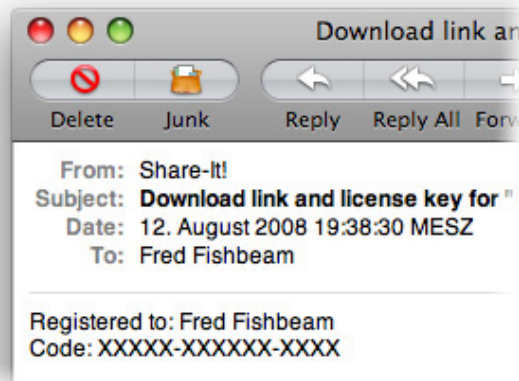 Download link an
Delete Junk Reply Reply All Forw
From: Share-It!
Subject: Download link and license key for "
Date: 12. August 2008 19:38:30 MESZ
To: Fred Fishbeam
Registered to: Fred Fishbeam
Code: XXXXX-XXXXXX-XXXX